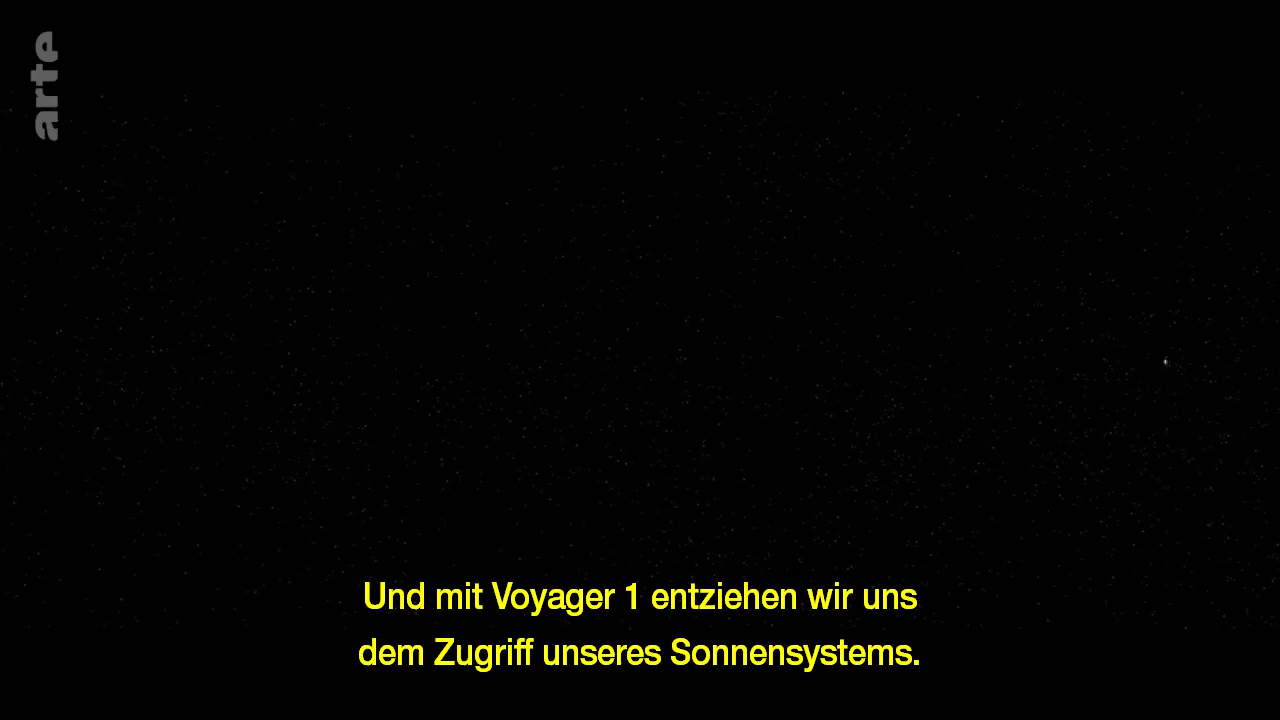 arte
Und mit Voyager 1 entziehen wir uns
dem Zugriff unseres Sonnensystems.